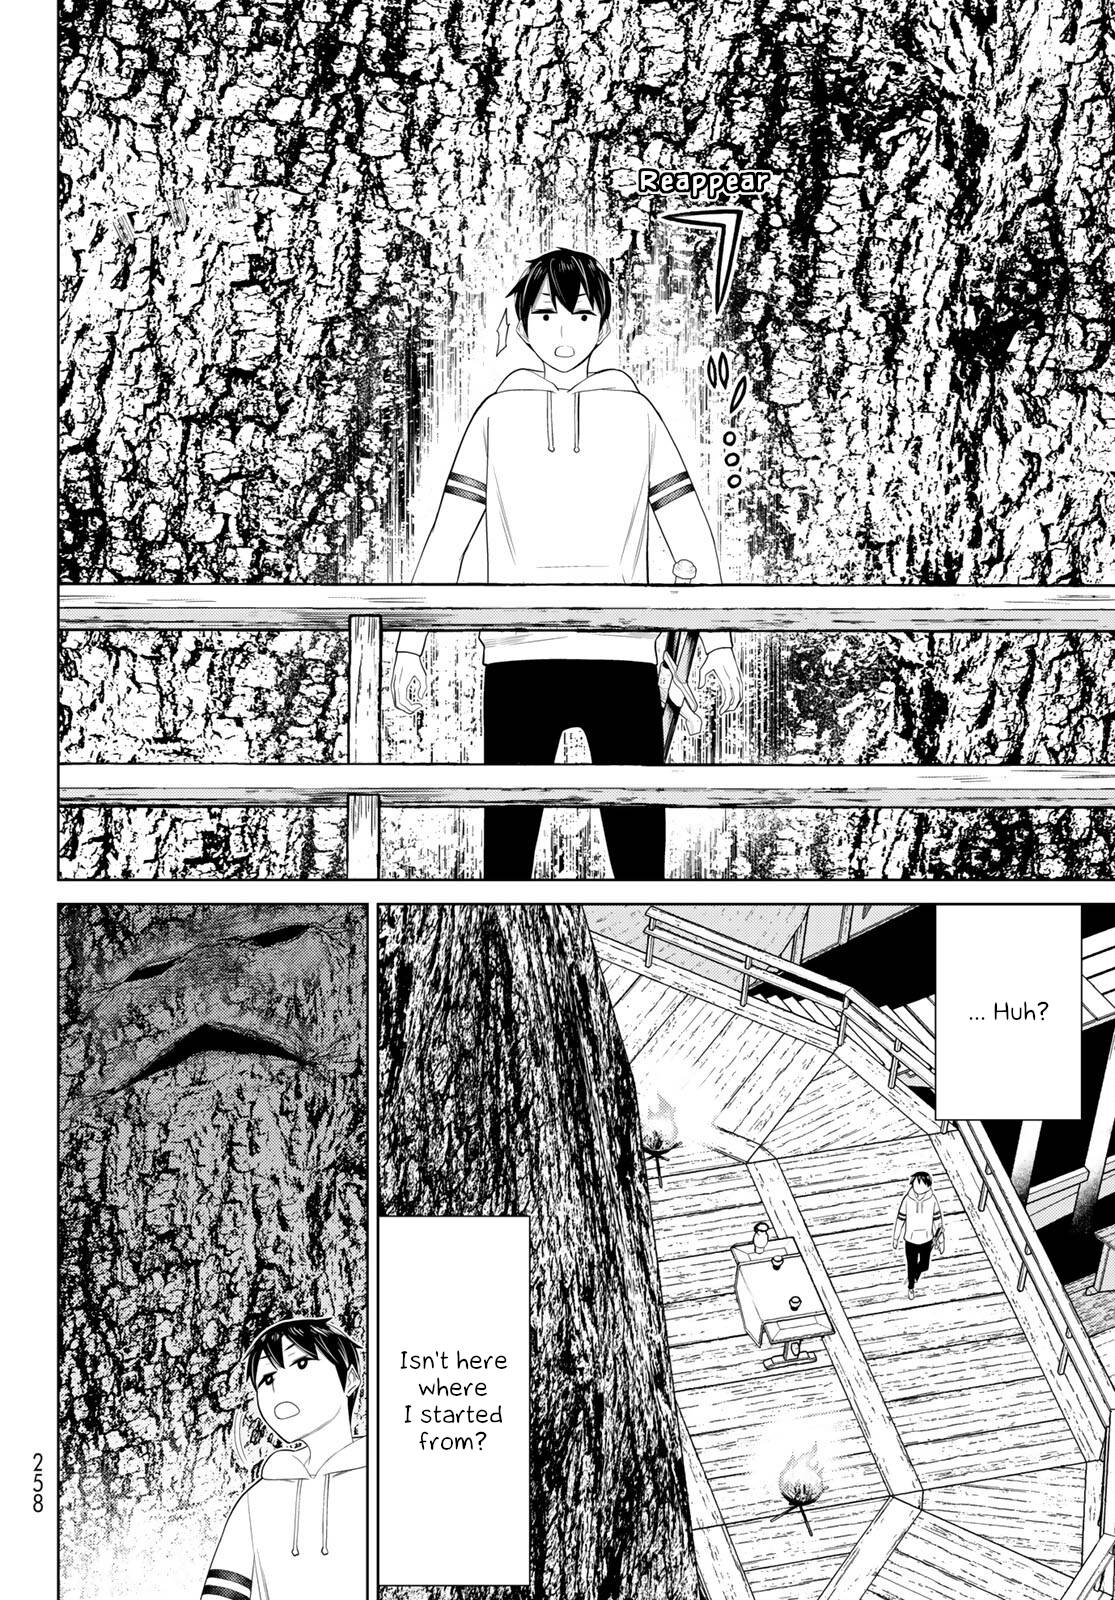 Reappear
... Huh?
Isn't here
where
I started
from?
258